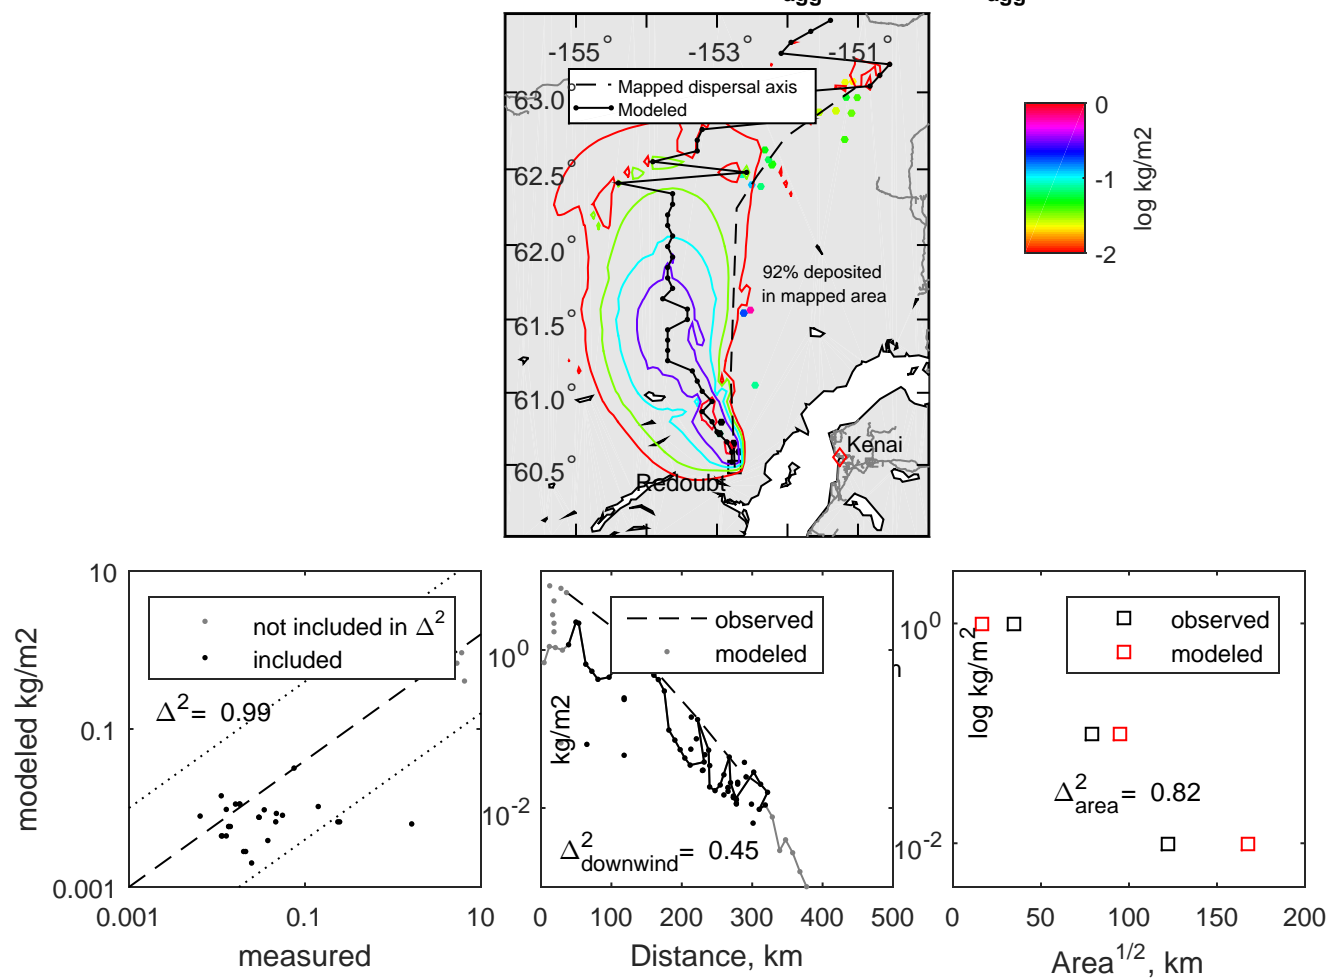 agg agg
-155° -153° -151°
Mapped dispersal axis
Modeled
63.0°
62.5°
62.0°
61.5°
61.0°
60.5°
92% deposited
in mapped area
Kenai
Redoubt
0
-1
-2
log kg/m2
10
0.1
0.001
modeled kg/m2
not included in Δ²
included
Δ²= 0.99
0.001 0.1 10
measured
10⁰
10⁻²
kg/m2
observed
modeled
Δ²downwind= 0.45
0 100 200 300 400 500
Distance, km
10⁰
10⁻²
log kg/m²
observed
modeled
Δ²area= 0.82
0 50 100 150 200
Area¹/², km